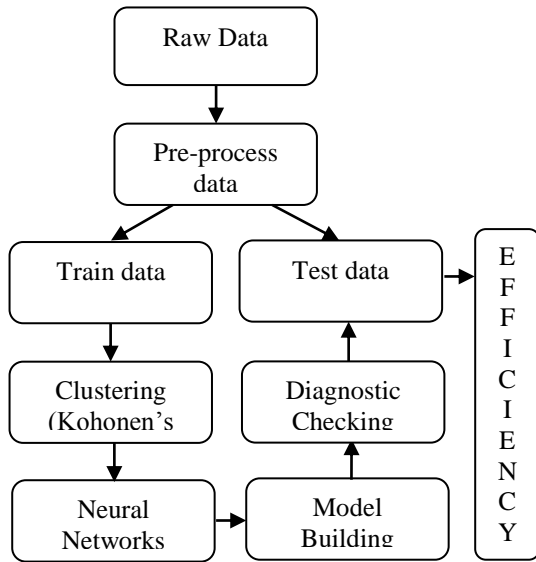 Raw Data
Pre-process
data
Train data
Test data
Clustering
(Kohonen’s
Diagnostic
Checking
Neural
Networks
Model
Building
E
F
F
I
C
I
E
N
C
Y